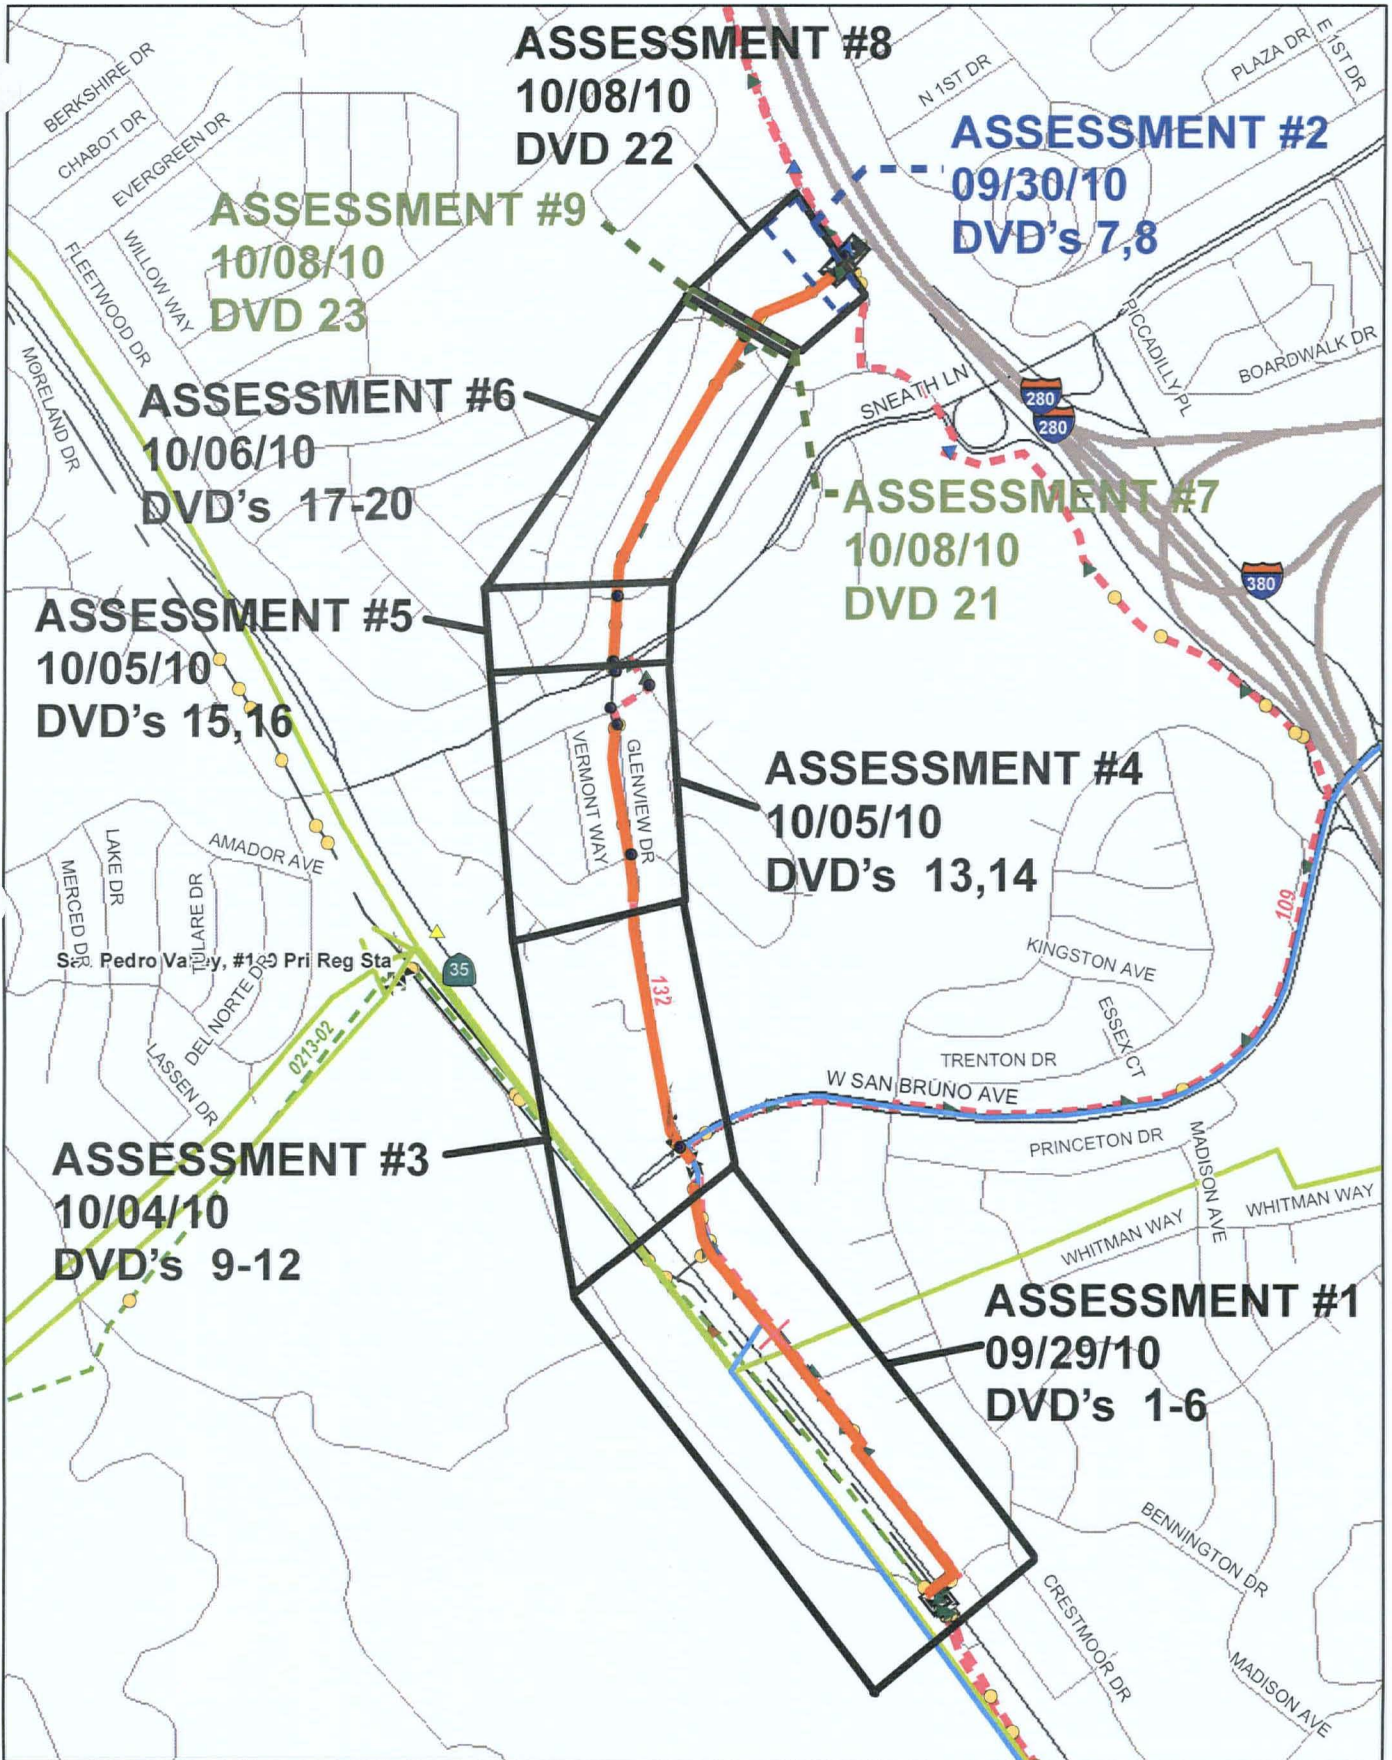 ASSESSMENT #8
10/08/10
DVD 22
BERKSHIRE DR
CHABOT DR
EVERGREEN DR
N 1ST DR
PLAZA DR
E 1ST DR
ASSESSMENT #2
09/30/10
DVD's 7,8
ASSESSMENT #9
10/08/10
DVD 23
FLEETWOOD DR
WILLOW WAY
MORELAND DR
PICCADILLY PL
BOARDWALK DR
SNEATH LN
280
280
ASSESSMENT #6
10/06/10
DVD's 17-20
ASSESSMENT #7
10/08/10
DVD 21
380
ASSESSMENT #5
10/05/10
DVD's 15,16
VERMONT WAY
GLENVIEW DR
ASSESSMENT #4
10/05/10
DVD's 13,14
LAKE DR
MERCED DR
AMADOR AVE
TULARE DR
DEL NORTE DR
LASSEN DR
Pedro Pri Reg Sta
35
0213-02
132
109
KINGSTON AVE
ESSEX CT
TRENTON DR
W SAN BRUNO AVE
PRINCETON DR
MADISON AVE
WHITMAN WAY
WHITMAN WAY
ASSESSMENT #3
10/04/10
DVD's 9-12
ASSESSMENT #1
09/29/10
DVD's 1-6
BENNINGTON DR
CRESTMOOR DR
MADISON AVE